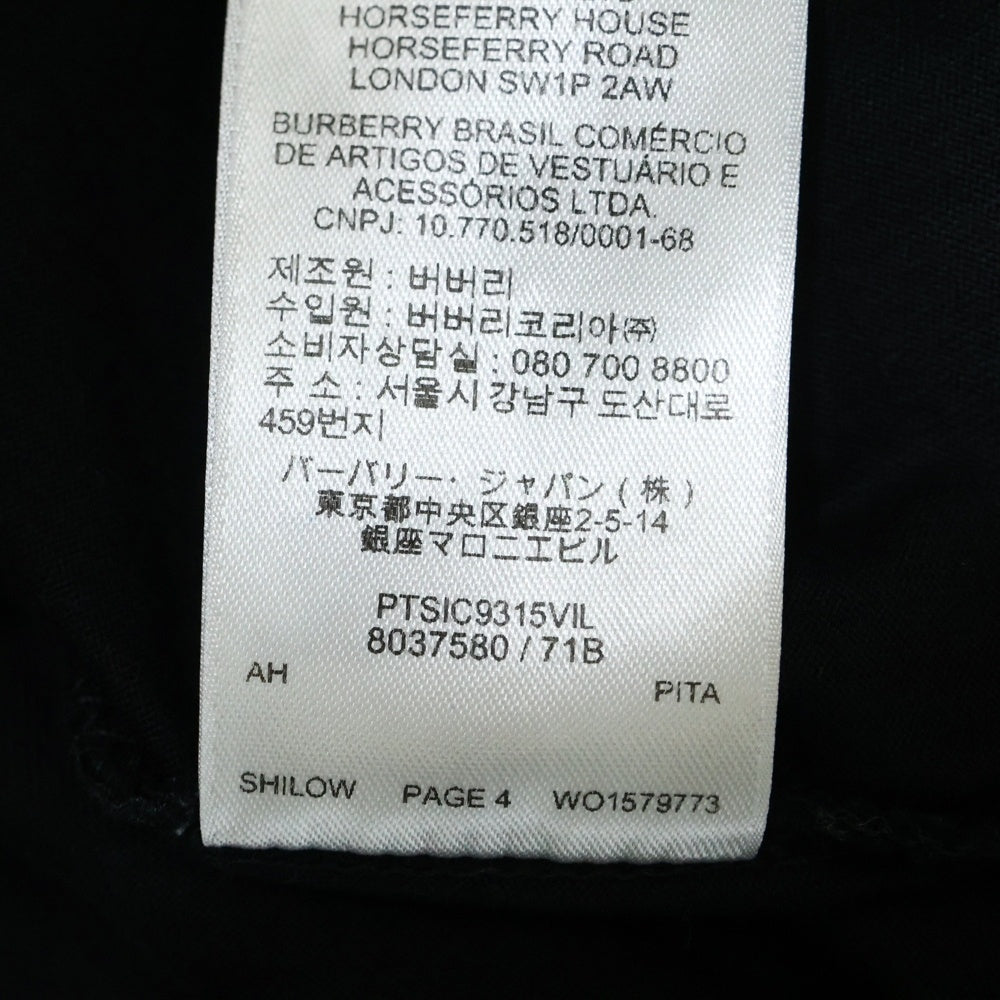 HORSEFERRY HOUSE
HORSEFERRY ROAD
LONDON SW1P 2AW
BURBERRY BRASIL COMÉRCIO
DE ARTIGOS DE VESTUÁRIO E
ACESSÓRIOS LTDA.
CNPJ: 10.770.518/0001-68
제조원 : 버버리
수입원 : 버버리코리아㈜
소비자상담실 : 080 700 8800
주 소 : 서울시 강남구 도산대로
459번지
バーバリー・ジャパン ( 株 )
東京都中央区銀座2-5-14
銀座マロニエビル
PTSIC9315VIL
8037580 / 71B
AH
PITA
SHILOW PAGE 4 WO1579773